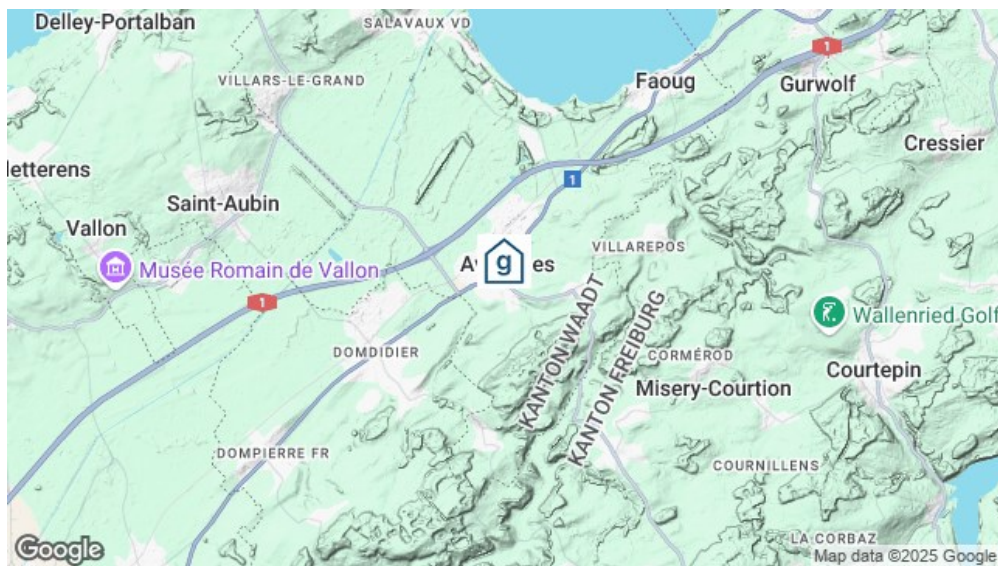 Delley-Portalban
SALAVAUX VD
1
VILLARS-LE-GRAND
Faoug
Gurwolf
Cressier
letterens
1
Saint-Aubin
Vallon
VILLAREPOS
Musée Romain de Vallon
g
es
1
KANTON WAADT
KANTON FREIBURG
Wallenried Golf
DOMDIDIER
CORMÉROD
Courtepin
Misery-Courtion
DOMPIERRE FR
COURNILLENS
LA CORBAZ
Google
Map data ©2025 Google